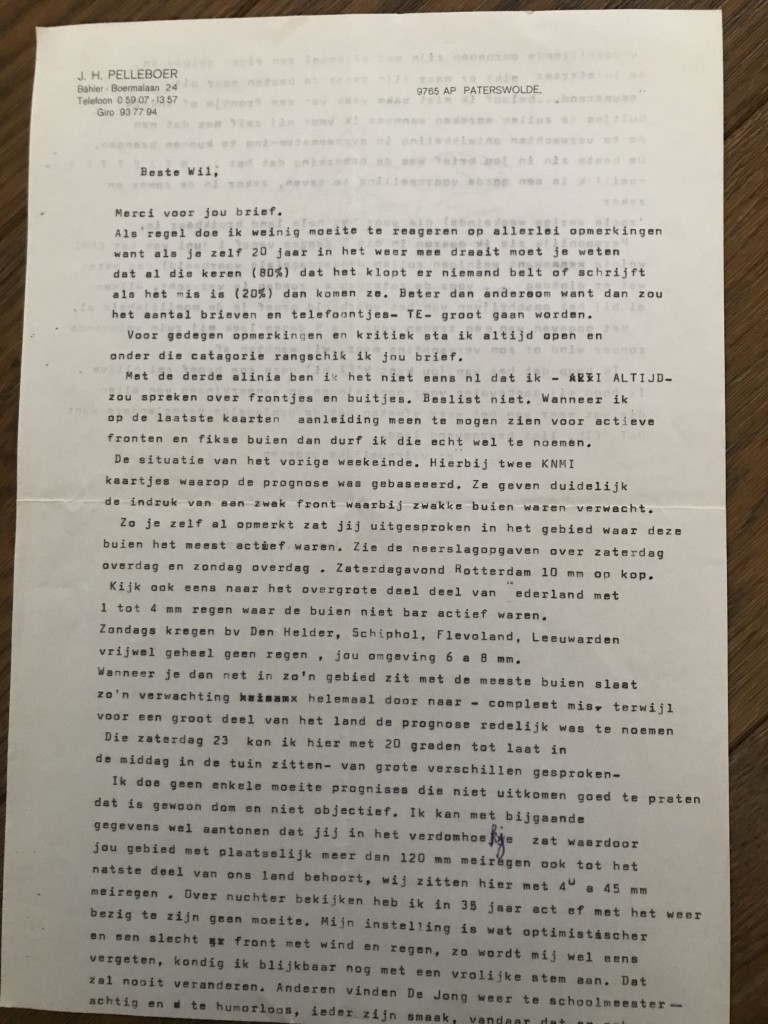 J. H. PELLEBOER
Bähler - Boermalaan 24
Telefoon 0 59 07 - 13 57
Giro 93 77 94
9765 AP PATERSWOLDE,
Beste Wil,
Merci voor jou brief.
Als regel doe ik weinig moeite te reageren op allerlei opmerkingen
want als je zelf 20 jaar in het weer mee draait moet je weten
dat al die keren (80%) dat het klopt er niemand belt of schrijft
als het mis is (20%) dan komen ze. Beter dan andersom want dan zou
het aantal brieven en telefoontjes- TE- groot gaan worden.
Voor gedegen opmerkingen en kritiek sta ik altijd open en
onder die catagorie rangschik ik jou brief.
Met de derde alinia ben ik het niet eens nl dat ik - ALTIJD-
zou spreken over frontjes en buitjes. Beslist niet. Wanneer ik
op de laatste kaarten aanleiding meen te mogen zien voor actieve
fronten en fikse buien dan durf ik die echt wel te noemen.
De situatie van het vorige weekeinde. Hierbij twee KNMI
kaartjes waarop de prognose was gebaseeerd. Ze geven duidelijk
de indruk van een zwak front waarbij zwakke buien waren verwacht.
Zo je zelf al opmerkt zat jij uitgesproken in het gebied waar deze
buien het meest actief waren. Zie de neerslagopgaven over zaterdag
overdag en zondag overdag . Zaterdagavond Rotterdam 10 mm op kop.
Kijk ook eens naar het overgrote deel deel van "ederland met
1 tot 4 mm regen waar de buien niet bar actief waren.
Zondags kregen bv Den Helder, Schiphol, Flevoland, Leeuwarden
vrijwel geheel geen regen , jou omgeving 6 a 8 mm.
Wanneer je dan net in zo'n gebied zit met de meeste buien slaat
zo'n verwachting helemaal door naar - compleet mis- terwijl
voor een groot deel van het land de prognose redelijk was te noemen
Die zaterdag 23 kon ik hier met 20 graden tot laat in
de middag in de tuin zitten- van grote verschillen gesproken-
Ik doe geen enkele moeite prognises die niet uitkomen goed te praten
dat is gewoon dom en niet objectief. Ik kan met bijgaande
gegevens wel aantonen dat jij in het verdomhoekje zat waardoor
jou gebied met plaatselijk meer dan 120 mm meiregen ook tot het
natste deel van ons land behoort, wij zitten hier met 40 a 45 mm
meiregen . Over nuchter bekijken heb ik in 35 jaar act ef met het weer
bezig te zijn geen moeite. Mijn instelling is wat optimistischer
en een slecht front met wind en regen, zo wordt mij wel eens
vergeten, kondig ik blijkbaar nog met een vrolijke stem aan. Dat
zal nooit veranderen. Anderen vinden De Jong weer te schoolmeester-
achtig en te humorloos, ieder zijn smaak, vandaar dat